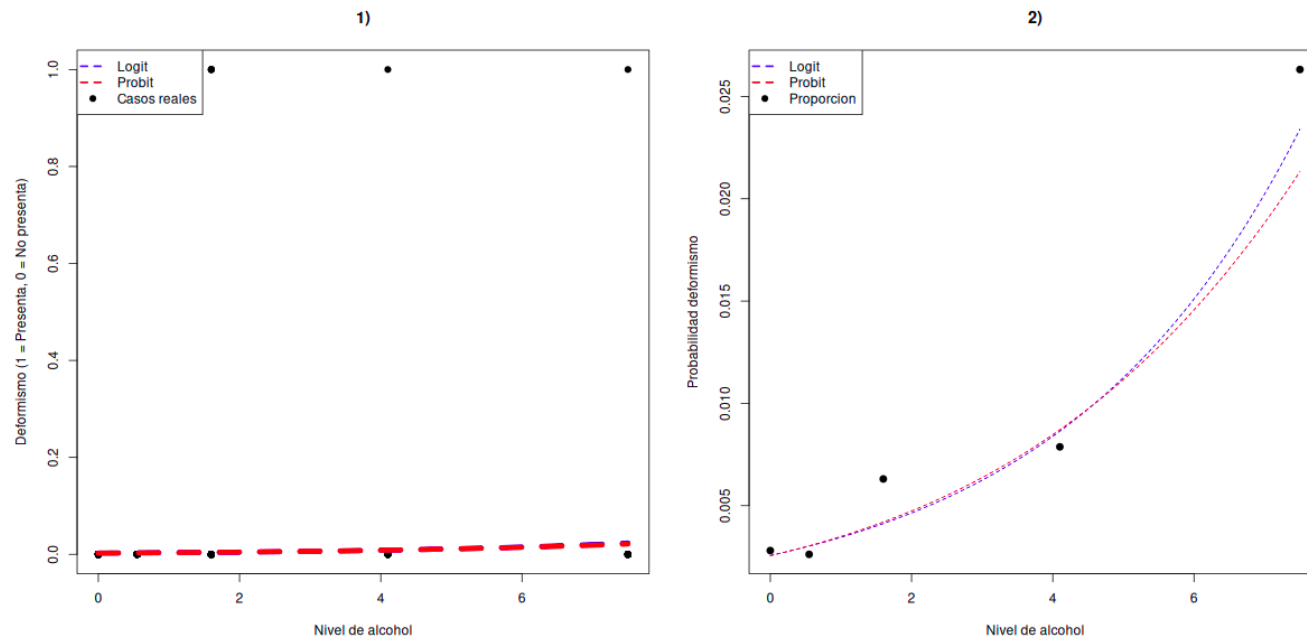 1)
Logit
Probit
Casos reales
Deformismo (1 = Presenta, 0 = No presenta)
1.0
0.8
0.6
0.4
0.2
0.0
0
2
4
6
Nivel de alcohol
2)
Logit
Probit
Proporcion
Probabilidad deformismo
0.025
0.020
0.015
0.010
0.005
0
2
4
6
Nivel de alcohol